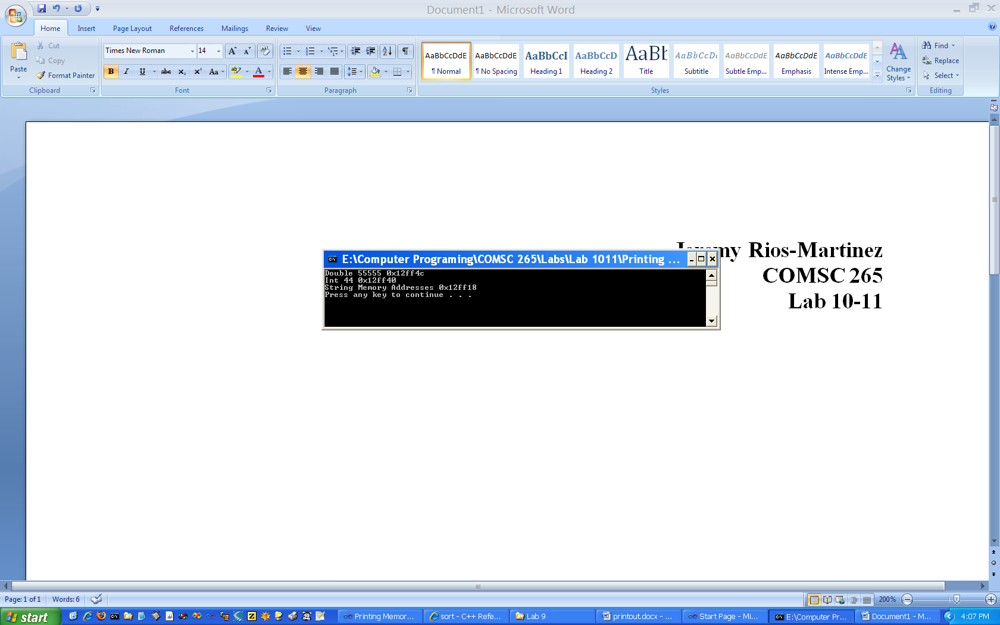 Document1 - Microsoft Word
Home Insert Page Layout References Mailings Review View
Paste
Cut
Copy
Format Painter
Clipboard
Times New Roman 14
Font
Paragraph
AaBbCcDdE AaBbCcDdE AaBbCcI AaBbCcD AaBb AaBbCcD AaBbCcDdE AaBbCcDdE AaBbCcDdE
¶ Normal ¶ No Spacing Heading 1 Heading 2 Title Subtitle Subtle Emp... Emphasis Intense Emp...
Change
Styles
Styles
Find
Replace
Select
Editing
Jeremy Rios-Martinez
COMSC 265
Lab 10-11
E:\Computer Programing\COMSC 265\Labs\Lab 1011\Printing ...
Double 55555 0x12ff4c
Int 44 0x12ff40
String Memory Addresses 0x12ff18
Press any key to continue . . .
Page: 1 of 1 Words: 6 200%
start Printing Memor... sort - C++ Refe... Lab 9 printout.docx - ... Start Page - Mi... E:\Computer Pr... Document1 - M... 4:07 PM